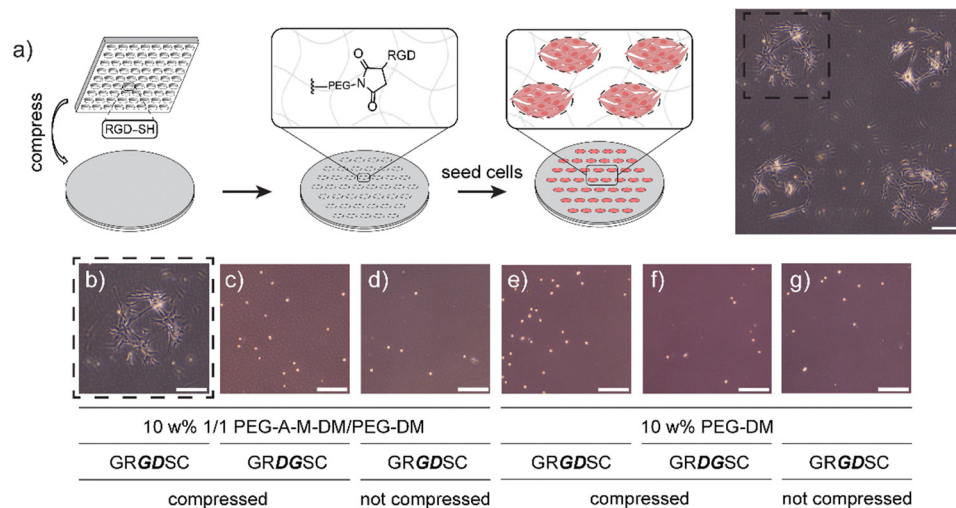 a)
compress
RGD–SH
O
RGD
PEG
N
O
seed cells
b)
c)
d)
e)
f)
g)
10 w% 1/1 PEG-A-M-DM/PEG-DM
10 w% PEG-DM
GRGDSC
GRDGSC
GRGDSC
GRGDSC
GRDGSC
GRGDSC
compressed
not compressed
compressed
not compressed